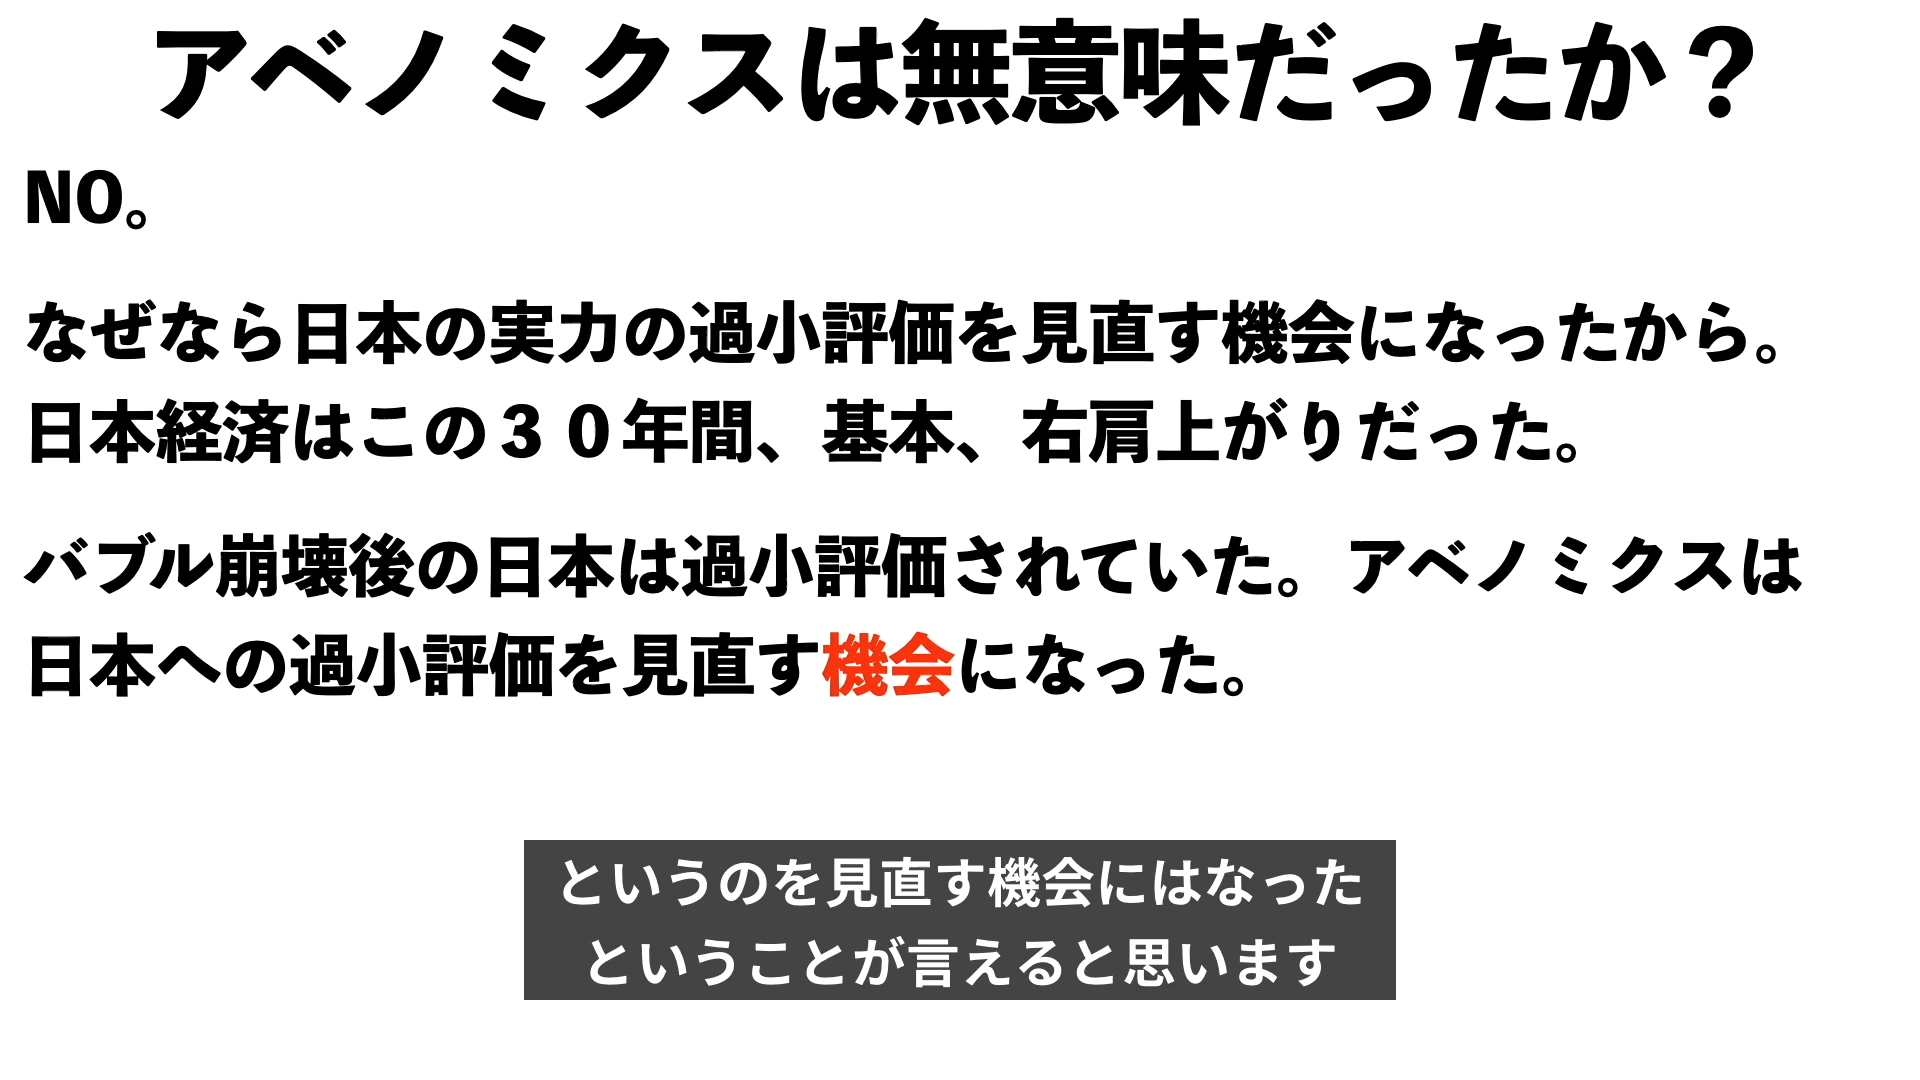 アベノミクスは無意味だったか？
NO。
なぜなら日本の実力の過小評価を見直す機会になったから。
日本経済はこの３０年間、基本、右肩上がりだった。
バブル崩壊後の日本は過小評価されていた。アベノミクスは
日本への過小評価を見直す機会になった。
というのを見直す機会にはなった
ということが言えると思います